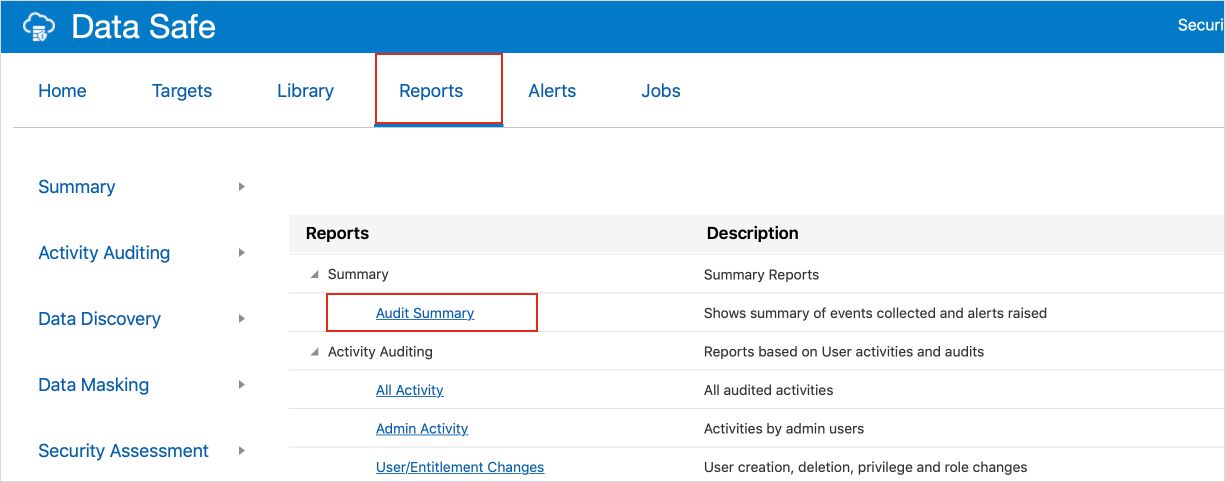 Data Safe
Securi
Home Targets Library Reports Alerts Jobs
Summary
Activity Auditing
Data Discovery
Data Masking
Security Assessment
Reports Description
Summary Summary Reports
Audit Summary Shows summary of events collected and alerts raised
Activity Auditing Reports based on User activities and audits
All Activity All audited activities
Admin Activity Activities by admin users
User/Entitlement Changes User creation, deletion, privilege and role changes